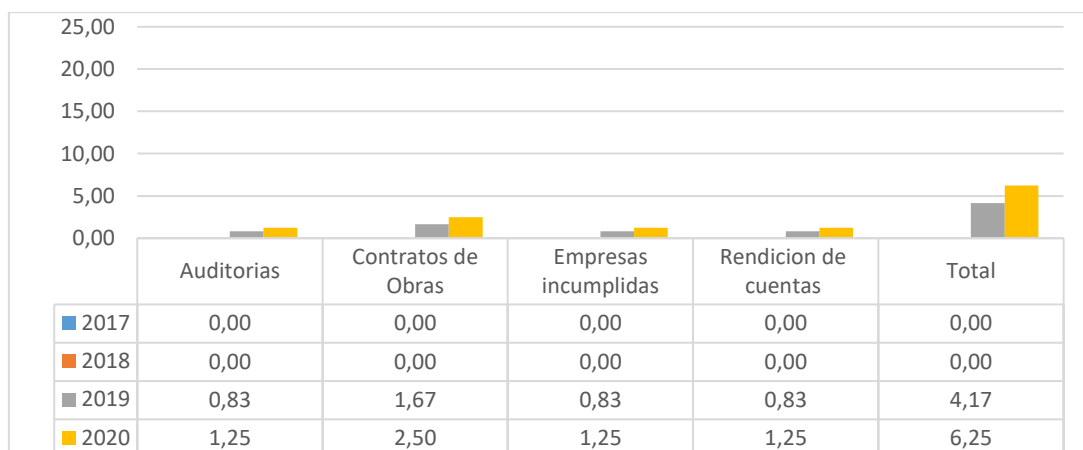 25,00
20,00
15,00
10,00
5,00
0,00
Auditorias
Contratos de
Obras
Empresas
incumplidas
Rendicion de
cuentas
Total
2017 0,00 0,00 0,00 0,00 0,00
2018 0,00 0,00 0,00 0,00 0,00
2019 0,83 1,67 0,83 0,83 4,17
2020 1,25 2,50 1,25 1,25 6,25